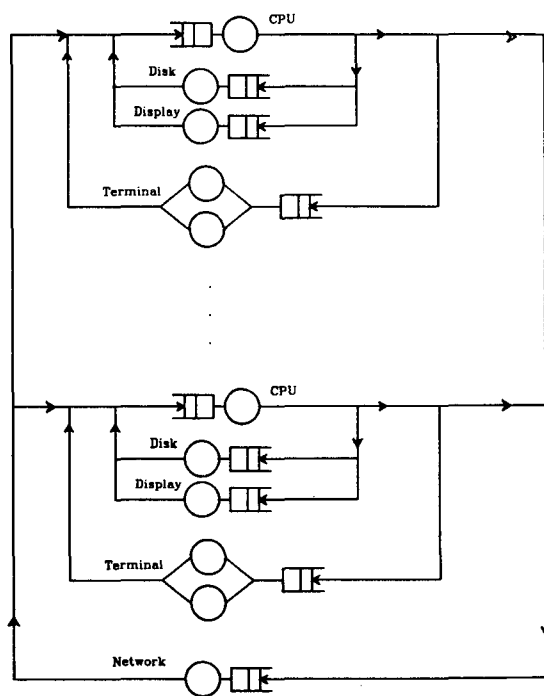 CPU
Disk
Display
Terminal
CPU
Disk
Display
Terminal
Network